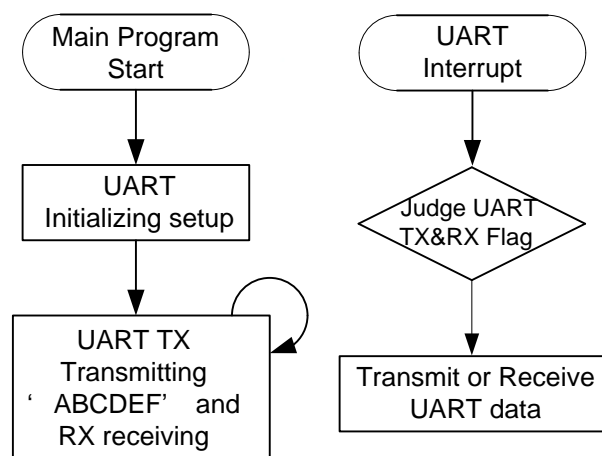 Main Program
Start
UART
Initializing setup
UART TX
Transmitting
‘ ABCDEF’ and
RX receiving
UART
Interrupt
Judge UART
TX&RX Flag
Transmit or Receive
UART data